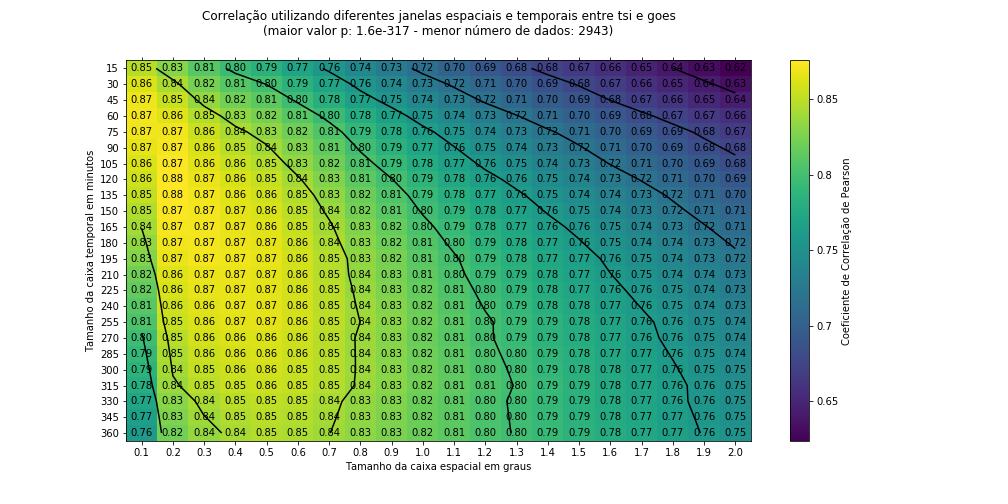 Correlação utilizando diferentes janelas espaciais e temporais entre tsi e goes
(maior valor p: 1.6e-317 - menor número de dados: 2943)
15 0.85 0.83 0.81 0.80 0.79 0.77 0.76 0.74 0.73 0.72 0.70 0.69 0.68 0.68 0.67 0.66 0.65 0.64 0.63 0.62
30 0.86 0.84 0.82 0.81 0.80 0.79 0.77 0.76 0.74 0.73 0.72 0.71 0.70 0.69 0.68 0.67 0.66 0.65 0.64 0.63
45 0.87 0.85 0.84 0.82 0.81 0.80 0.78 0.77 0.75 0.74 0.73 0.72 0.71 0.70 0.69 0.68 0.67 0.66 0.65 0.64
60 0.87 0.86 0.85 0.83 0.82 0.81 0.80 0.78 0.77 0.75 0.74 0.73 0.72 0.71 0.70 0.69 0.68 0.67 0.67 0.66
75 0.87 0.87 0.86 0.84 0.83 0.82 0.81 0.79 0.78 0.76 0.75 0.74 0.73 0.72 0.71 0.70 0.69 0.69 0.68 0.67
90 0.87 0.87 0.86 0.85 0.84 0.83 0.81 0.80 0.79 0.77 0.76 0.75 0.74 0.73 0.72 0.71 0.70 0.69 0.68 0.68
105 0.86 0.87 0.86 0.86 0.85 0.83 0.82 0.81 0.79 0.78 0.77 0.76 0.75 0.74 0.73 0.72 0.71 0.70 0.69 0.68
120 0.86 0.88 0.87 0.86 0.85 0.84 0.83 0.81 0.80 0.79 0.78 0.76 0.76 0.75 0.74 0.73 0.72 0.71 0.70 0.69
135 0.85 0.88 0.87 0.86 0.85 0.84 0.83 0.82 0.81 0.79 0.78 0.77 0.76 0.75 0.74 0.74 0.73 0.72 0.71 0.70
150 0.85 0.87 0.87 0.87 0.86 0.85 0.84 0.82 0.81 0.80 0.79 0.78 0.77 0.76 0.75 0.74 0.73 0.72 0.71 0.71
165 0.84 0.87 0.87 0.87 0.86 0.85 0.84 0.83 0.82 0.80 0.79 0.78 0.77 0.76 0.76 0.75 0.74 0.73 0.72 0.71
180 0.83 0.87 0.87 0.87 0.86 0.85 0.84 0.83 0.82 0.81 0.80 0.79 0.78 0.77 0.76 0.75 0.74 0.74 0.73 0.72
195 0.83 0.87 0.87 0.87 0.86 0.86 0.85 0.83 0.82 0.81 0.80 0.79 0.78 0.77 0.77 0.76 0.75 0.74 0.73 0.72
210 0.82 0.86 0.87 0.87 0.87 0.86 0.85 0.84 0.83 0.81 0.80 0.79 0.79 0.78 0.77 0.76 0.75 0.74 0.74 0.73
225 0.82 0.86 0.87 0.87 0.87 0.86 0.85 0.84 0.83 0.82 0.81 0.80 0.79 0.78 0.77 0.76 0.76 0.75 0.74 0.73
240 0.81 0.86 0.86 0.87 0.87 0.86 0.85 0.84 0.83 0.82 0.81 0.80 0.79 0.78 0.77 0.77 0.76 0.75 0.74 0.73
255 0.81 0.85 0.86 0.87 0.87 0.86 0.85 0.84 0.83 0.82 0.81 0.80 0.79 0.79 0.78 0.77 0.76 0.76 0.75 0.74
270 0.80 0.85 0.86 0.86 0.86 0.86 0.85 0.84 0.83 0.82 0.81 0.80 0.79 0.79 0.78 0.77 0.76 0.76 0.75 0.74
285 0.79 0.85 0.86 0.86 0.86 0.86 0.85 0.84 0.83 0.82 0.81 0.80 0.80 0.79 0.78 0.77 0.77 0.76 0.75 0.74
300 0.79 0.84 0.85 0.86 0.86 0.86 0.85 0.84 0.83 0.82 0.81 0.80 0.80 0.79 0.78 0.78 0.77 0.76 0.75 0.75
315 0.78 0.84 0.85 0.85 0.86 0.86 0.85 0.84 0.83 0.82 0.81 0.81 0.80 0.79 0.79 0.78 0.77 0.76 0.76 0.75
330 0.77 0.83 0.84 0.85 0.85 0.85 0.84 0.84 0.83 0.82 0.81 0.80 0.80 0.79 0.79 0.78 0.77 0.77 0.76 0.75
345 0.77 0.83 0.84 0.85 0.85 0.85 0.84 0.83 0.83 0.82 0.81 0.80 0.80 0.79 0.79 0.78 0.77 0.77 0.76 0.75
360 0.76 0.82 0.83 0.84 0.85 0.85 0.84 0.83 0.83 0.82 0.81 0.80 0.80 0.79 0.79 0.78 0.77 0.77 0.76 0.75
0.1 0.2 0.3 0.4 0.5 0.6 0.7 0.8 0.9 1.0 1.1 1.2 1.3 1.4 1.5 1.6 1.7 1.8 1.9 2.0
Tamanho da caixa espacial em graus
Tamanho da caixa temporal em minutos
0.85
0.8
0.75
0.7
0.65
Coeficiente de Correlação de Pearson